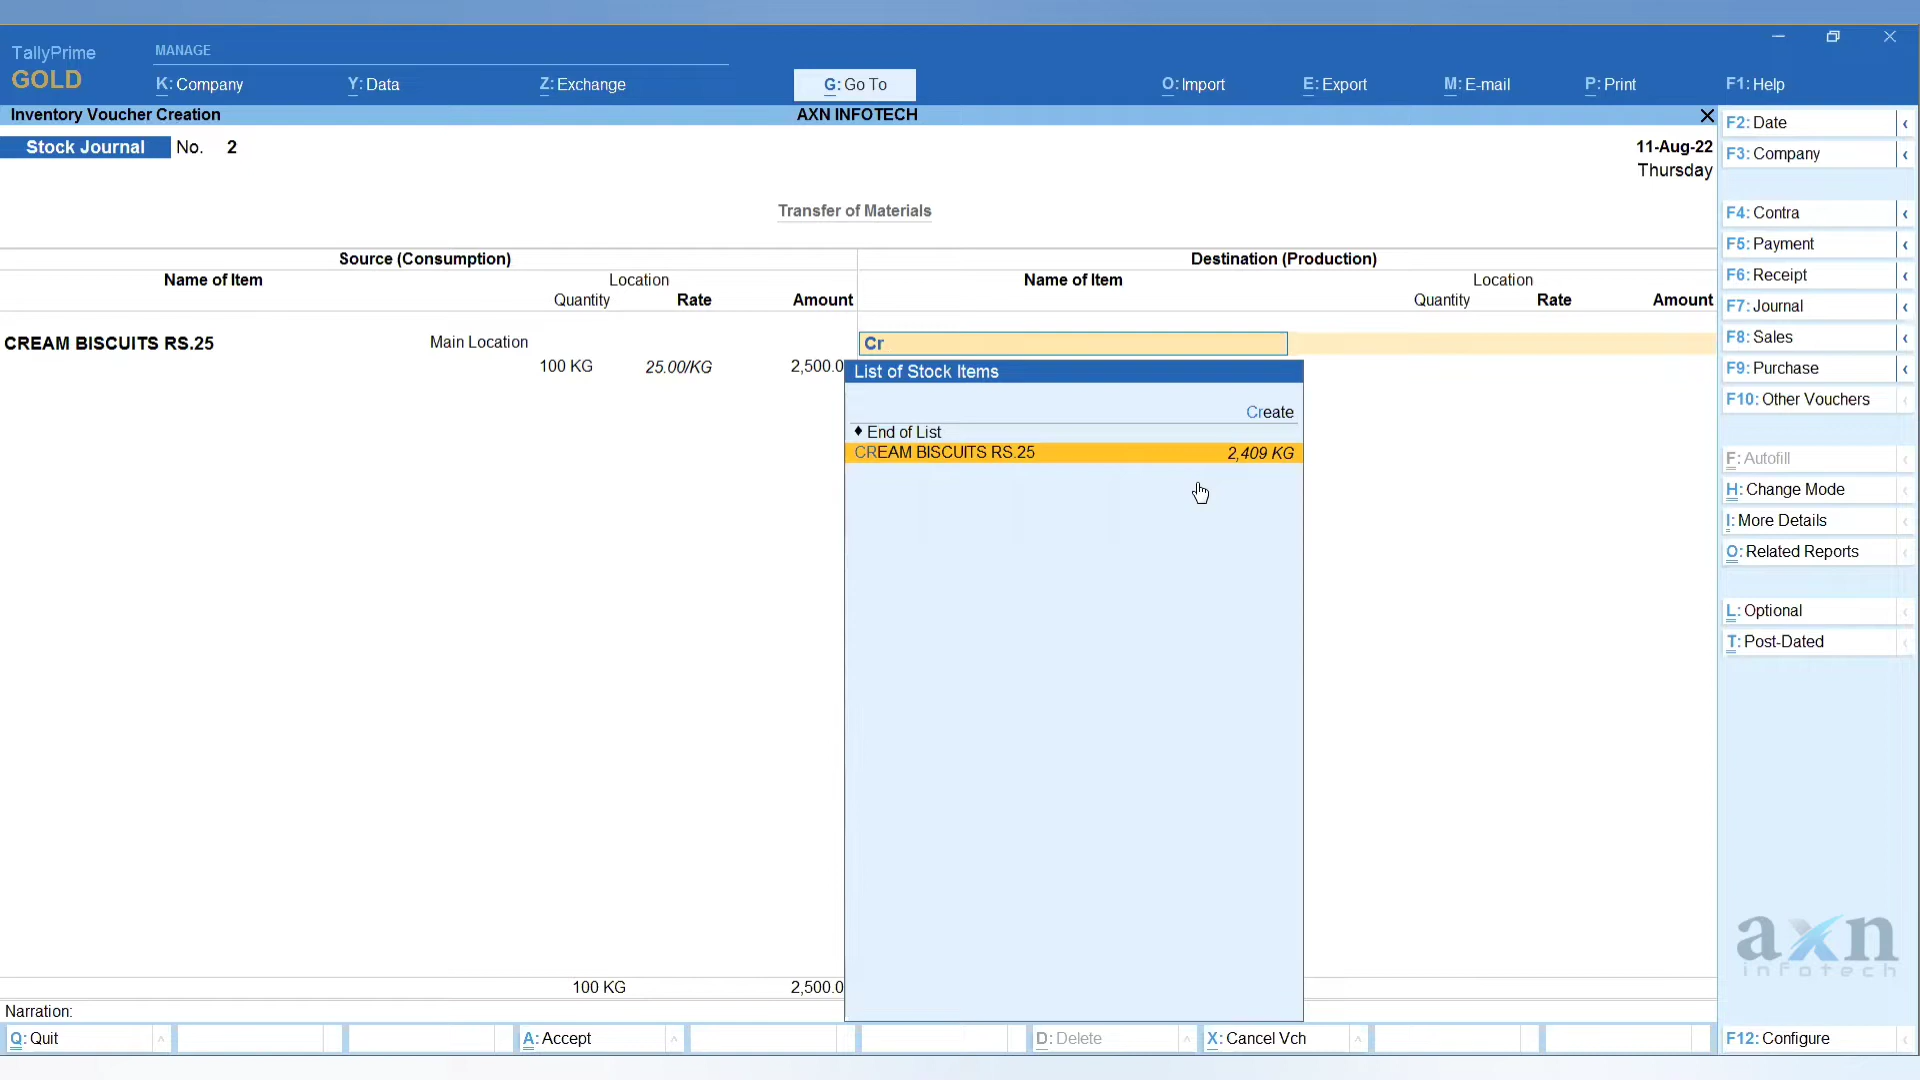 TallyPrime
GOLD
MANAGE
K: Company
Y: Data
Z: Exchange
G: Go To
O: Import
E: Export
M: E-mail
P: Print
F1: Help
Inventory Voucher Creation
AXN INFOTECH
Stock Journal No. 2
11-Aug-22
Thursday
Transfer of Materials
Source (Consumption)
Destination (Production)
Name of Item
Location
Quantity Rate Amount
Name of Item
Location
Quantity Rate Amount
CREAM BISCUITS RS.25
Main Location
100 KG 25.00/KG 2,500.0
Cr
List of Stock Items
Create
♦ End of List
CREAM BISCUITS RS.25 2,409 KG
100 KG 2,500.0
Narration:
Q: Quit
A: Accept
D: Delete
X: Cancel Vch
F2: Date
F3: Company
F4: Contra
F5: Payment
F6: Receipt
F7: Journal
F8: Sales
F9: Purchase
F10: Other Vouchers
F: Autofill
H: Change Mode
I: More Details
O: Related Reports
L: Optional
T: Post-Dated
axn
infotech
F12: Configure